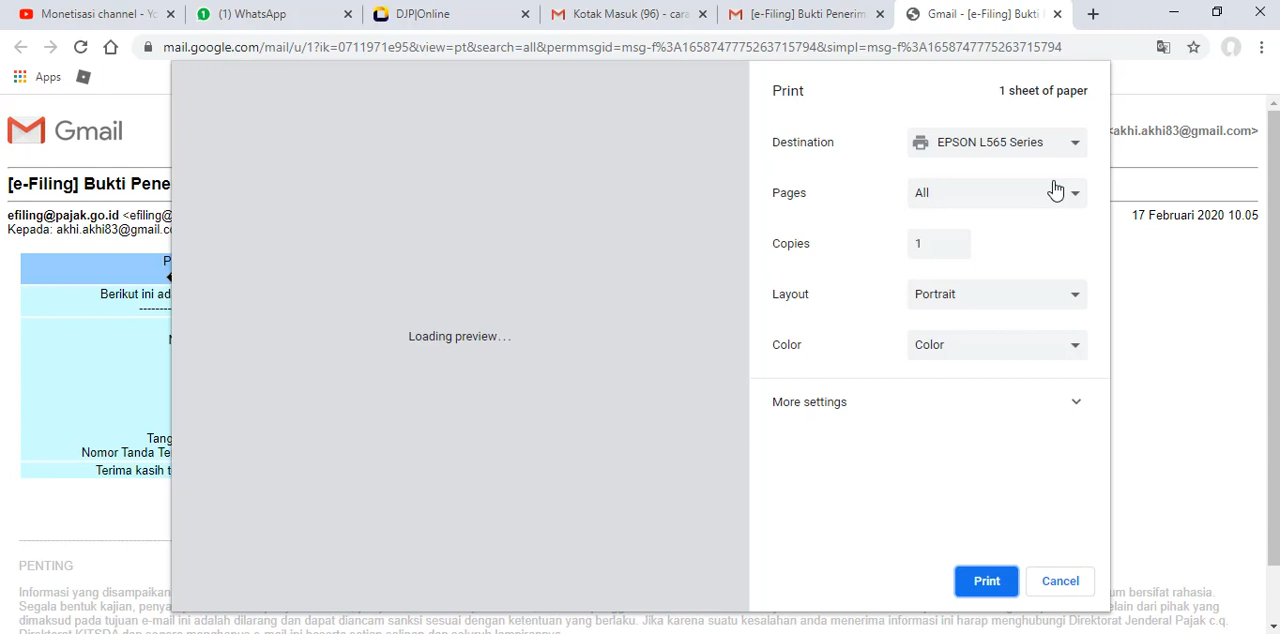 Monetisasi channel - Yo
(1) WhatsApp
DJP|Online
Kotak Masuk (96) - cara
[e-Filing] Bukti Penerim
Gmail - [e-Filing] Bukti
mail.google.com/mail/u/1?ik=0711971e95&view=pt&search=all&permmsgid=msg-f%3A1658747775263715794&simpl=msg-f%3A1658747775263715794
Apps
Gmail
<akhi.akhi83@gmail.com>
[e-Filing] Bukti Pene
efiling@pajak.go.id <efiling@
17 Februari 2020 10.05
Kepada: akhi.akhi83@gmail.co
Berikut ini ad
----------
Tang
Nomor Tanda Te
Terima kasih t
Loading preview...
Print
1 sheet of paper
Destination
EPSON L565 Series
Pages
All
Copies
1
Layout
Portrait
Color
Color
More settings
Print
Cancel
PENTING
Informasi yang disampaikan
um bersifat rahasia.
Segala bentuk kajian, penya
elain dari pihak yang
dimaksud pada tujuan e-mail ini adalah dilarang dan dapat diancam sanksi sesuai dengan ketentuan yang berlaku. Jika karena suatu kesalahan anda menerima informasi ini harap menghubungi Direktorat Jenderal Pajak c.q.